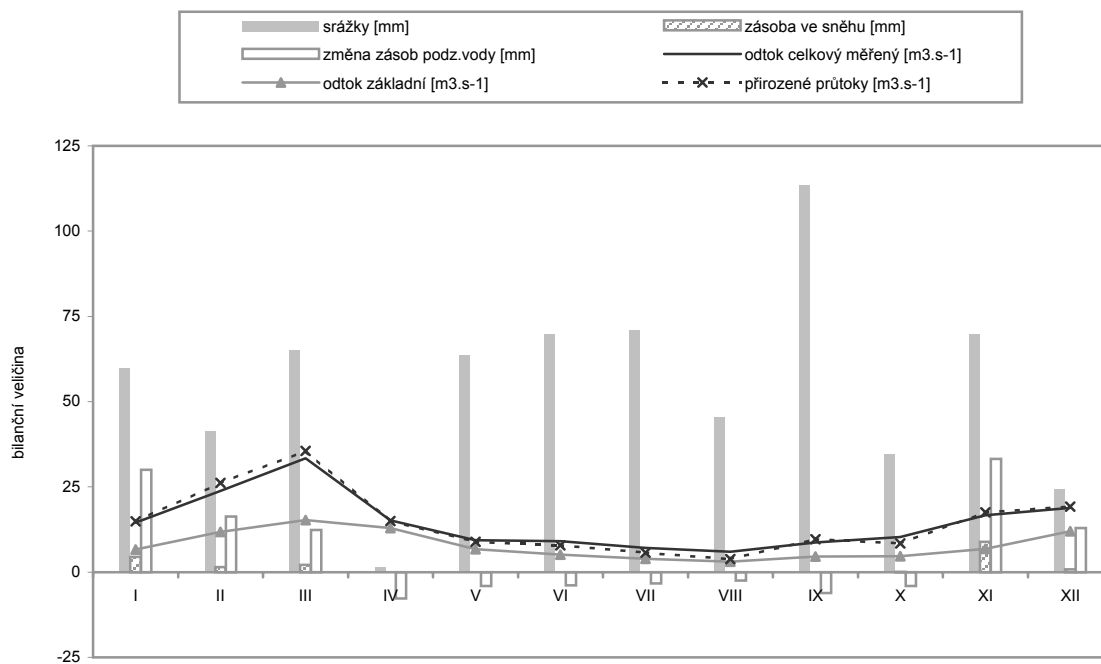 srážky [mm]
zásoba ve sněhu [mm]
změna zásob podz.vody [mm]
odtok celkový měřený [m3.s-1]
odtok základní [m3.s-1]
přirozené průtoky [m3.s-1]
125
100
75
50
25
0
-25
bilanční veličina
I II III IV V VI VII VIII IX X XI XII